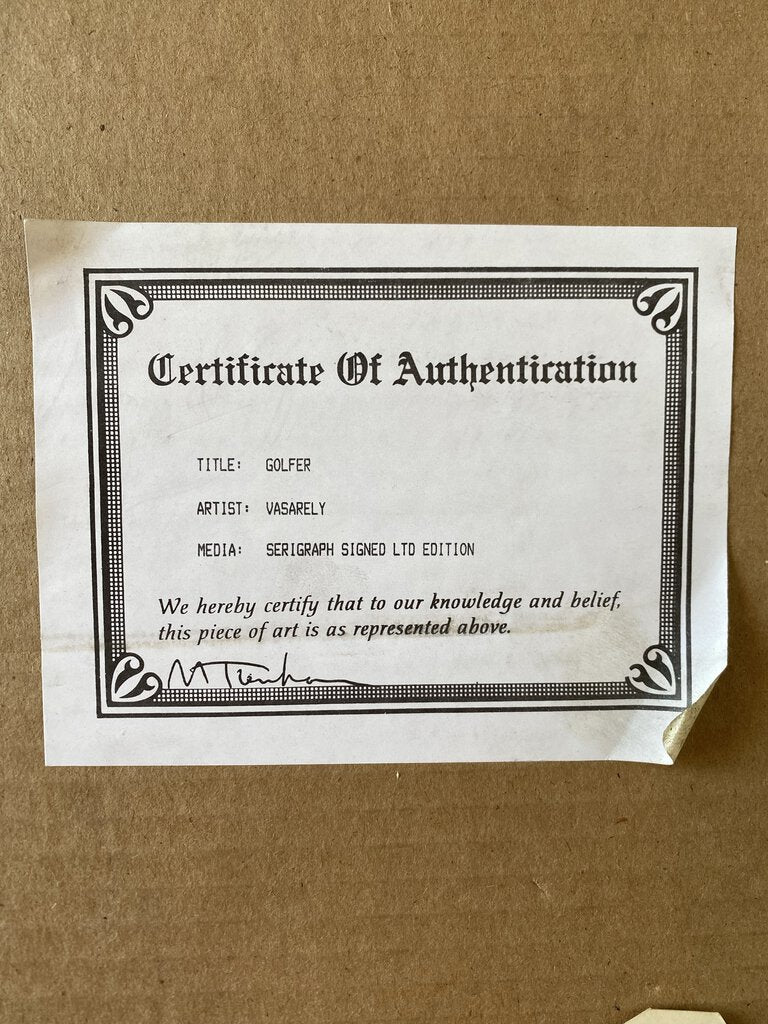 Certificate Of Authentication
TITLE: GOLFER
ARTIST: VASARELY
MEDIA: SERIGRAPH SIGNED LTD EDITION
We hereby certify that to our knowledge and belief,
this piece of art is as represented above.